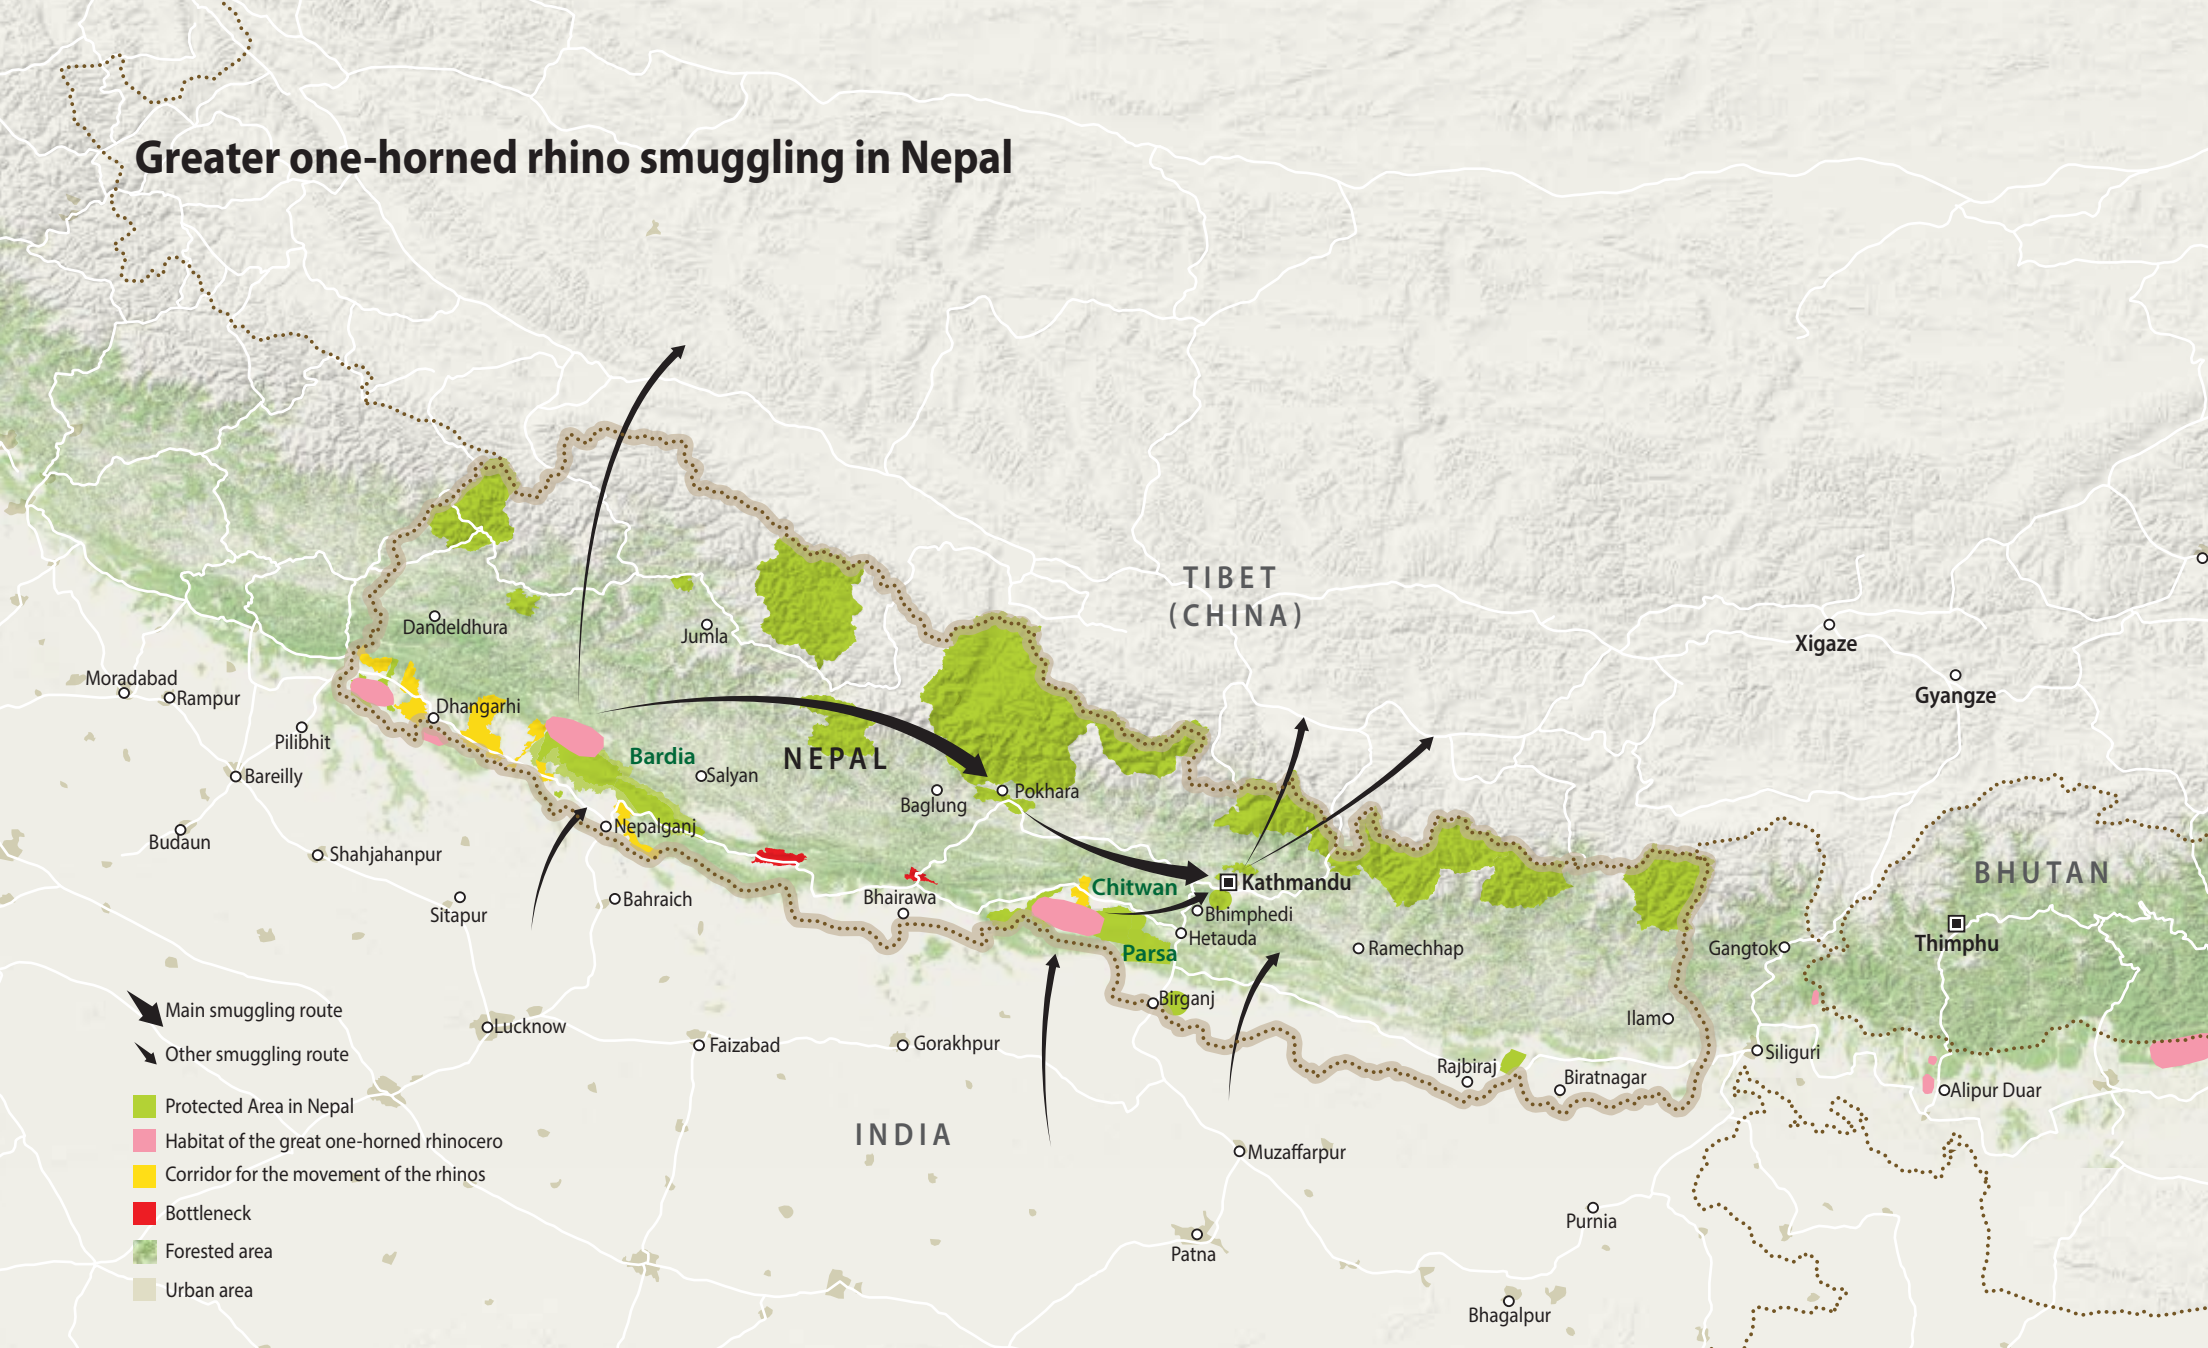 Greater one-horned rhino smuggling in Nepal
TIBET
(CHINA)
Xigaze
Gyangze
Dandeldhura
Jumla
Moradabad
Rampur
Dhangarhi
Pilibhit
Bardia
NEPAL
Salyan
Bareilly
Baglung
Pokhara
Nepalganj
Budaun
Shahjahanpur
BHUTAN
Chitwan
Kathmandu
Bhairawa
Bahraich
Sitapur
Bhimphedi
Hetauda
Thimphu
Ramechhap
Gangtok
Parsa
Birganj
Main smuggling route
Ilam
Lucknow
Faizabad
Gorakhpur
Other smuggling route
Siliguri
Rajbiraj
Biratnagar
Alipur Duar
Protected Area in Nepal
INDIA
Habitat of the great one-horned rhinocero
Muzaffarpur
Corridor for the movement of the rhinos
Bottleneck
Purnia
Forested area
Patna
Urban area
Bhagalpur